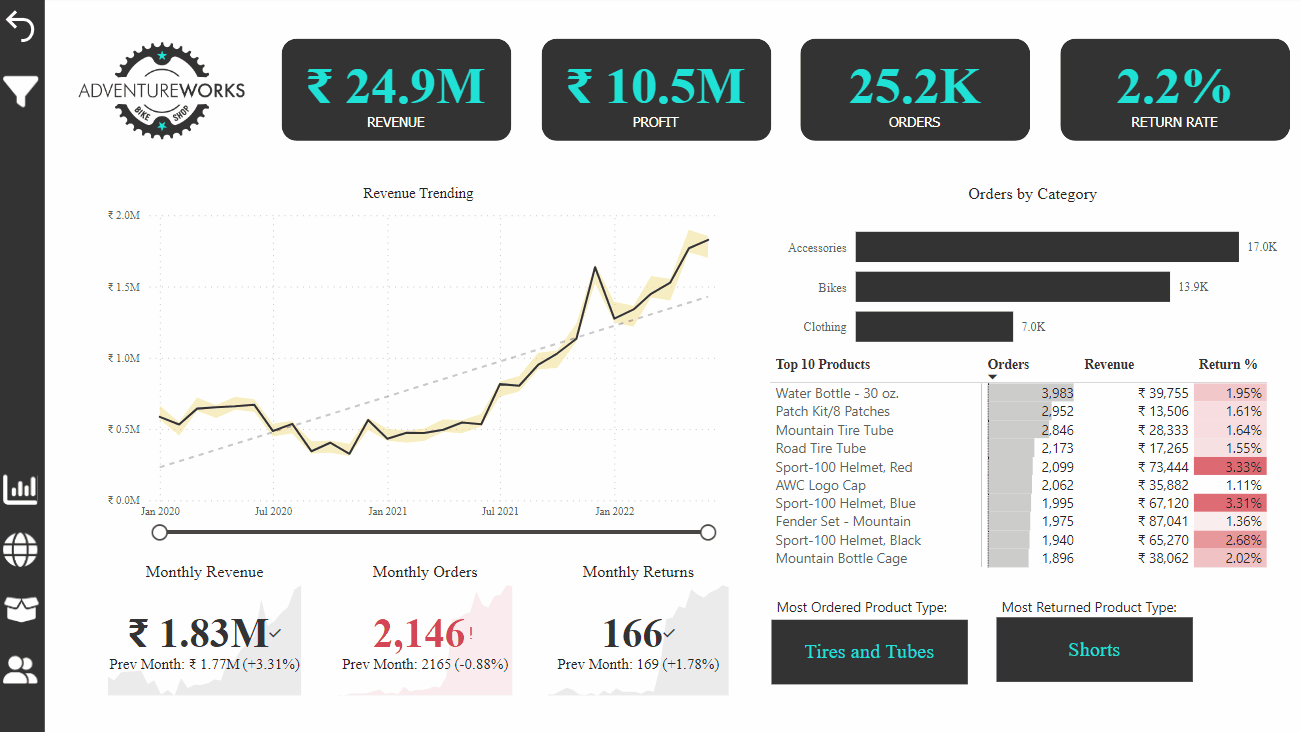 ADVENTUREWORKS
BIKE SHOP
₹ 24.9M
REVENUE
₹ 10.5M
PROFIT
25.2K
ORDERS
2.2%
RETURN RATE
Revenue Trending
₹ 2.0M
₹ 1.5M
₹ 1.0M
₹ 0.5M
₹ 0.0M
Jan 2020 Jul 2020 Jan 2021 Jul 2021 Jan 2022
Orders by Category
Accessories 17.0K
Bikes 13.9K
Clothing 7.0K
Top 10 Products Orders Revenue Return %
Water Bottle - 30 oz. 3,983 ₹ 39,755 1.95%
Patch Kit/8 Patches 2,952 ₹ 13,506 1.61%
Mountain Tire Tube 2,846 ₹ 28,333 1.64%
Road Tire Tube 2,173 ₹ 17,265 1.55%
Sport-100 Helmet, Red 2,099 ₹ 73,444 3.33%
AWC Logo Cap 2,062 ₹ 35,882 1.11%
Sport-100 Helmet, Blue 1,995 ₹ 67,120 3.31%
Fender Set - Mountain 1,975 ₹ 87,041 1.36%
Sport-100 Helmet, Black 1,940 ₹ 65,270 2.68%
Mountain Bottle Cage 1,896 ₹ 38,062 2.02%
Monthly Revenue
₹ 1.83M
Prev Month: ₹ 1.77M (+3.31%)
Monthly Orders
2,146!
Prev Month: 2165 (-0.88%)
Monthly Returns
166
Prev Month: 169 (+1.78%)
Most Ordered Product Type:
Tires and Tubes
Most Returned Product Type:
Shorts